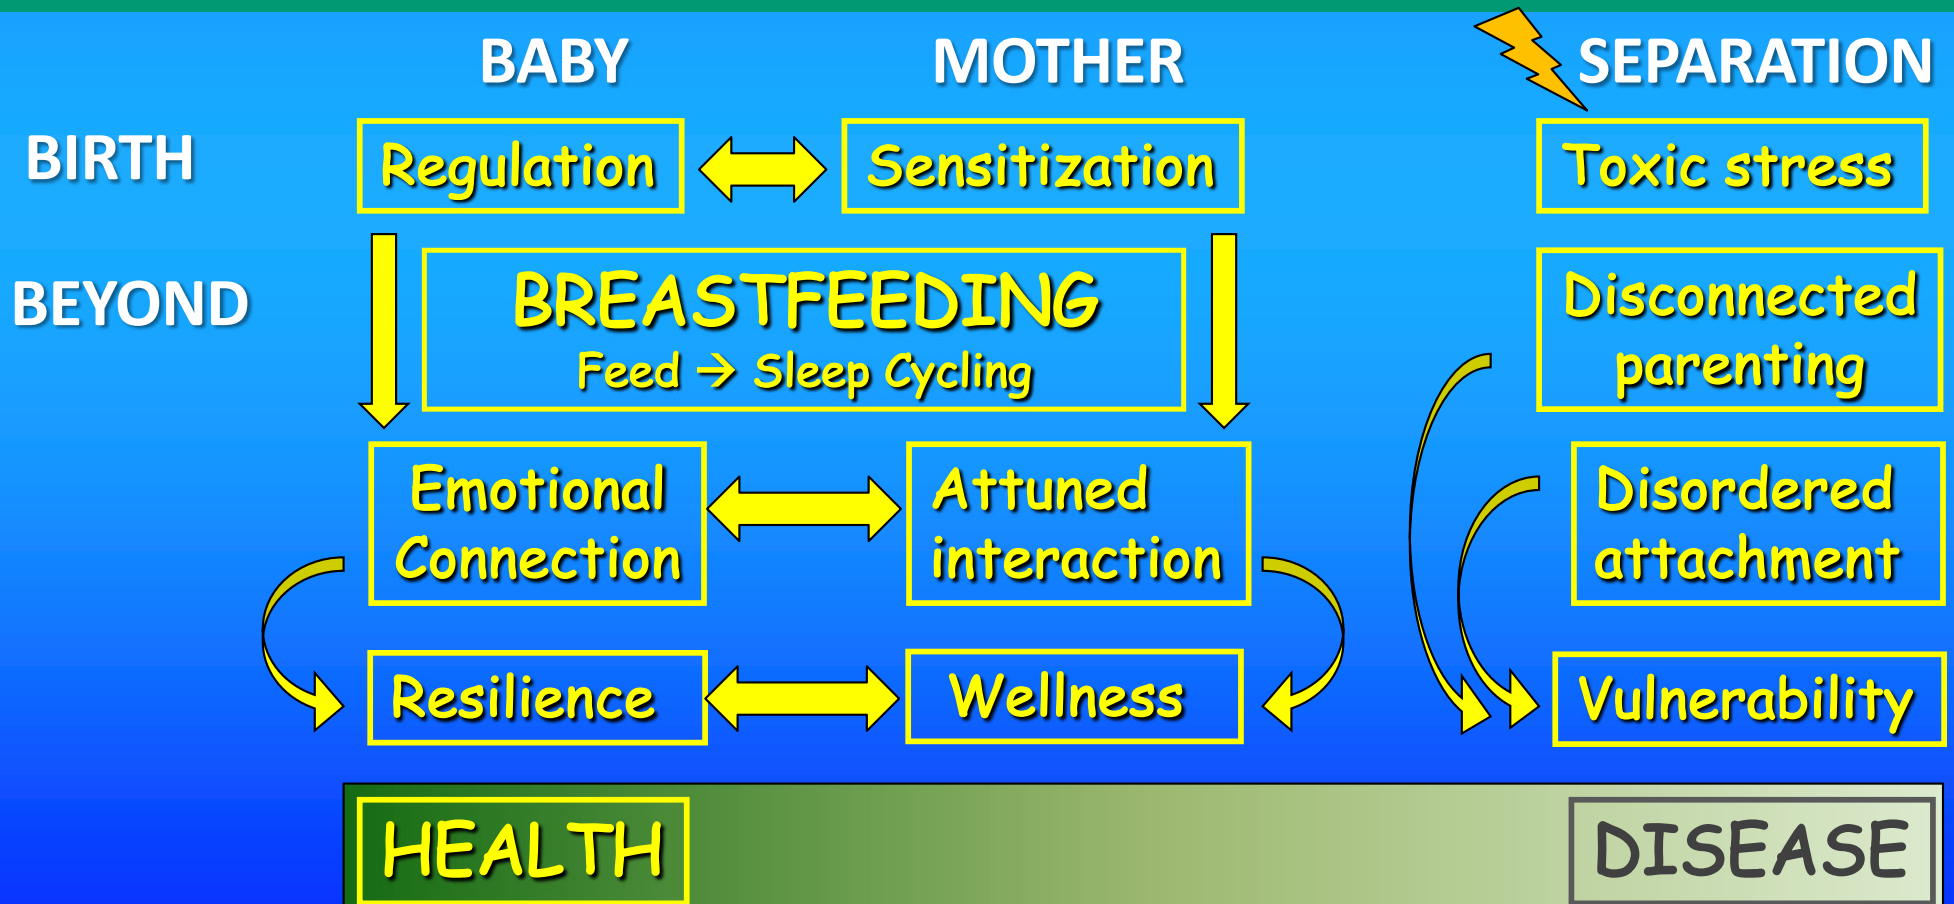 BABY MOTHER SEPARATION
BIRTH Regulation Sensitization Toxic stress
BEYOND
BREASTFEEDING
Feed → Sleep Cycling
Disconnected
parenting
Emotional
Connection
Attuned
interaction
Disordered
attachment
Resilience Wellness Vulnerability
HEALTH DISEASE